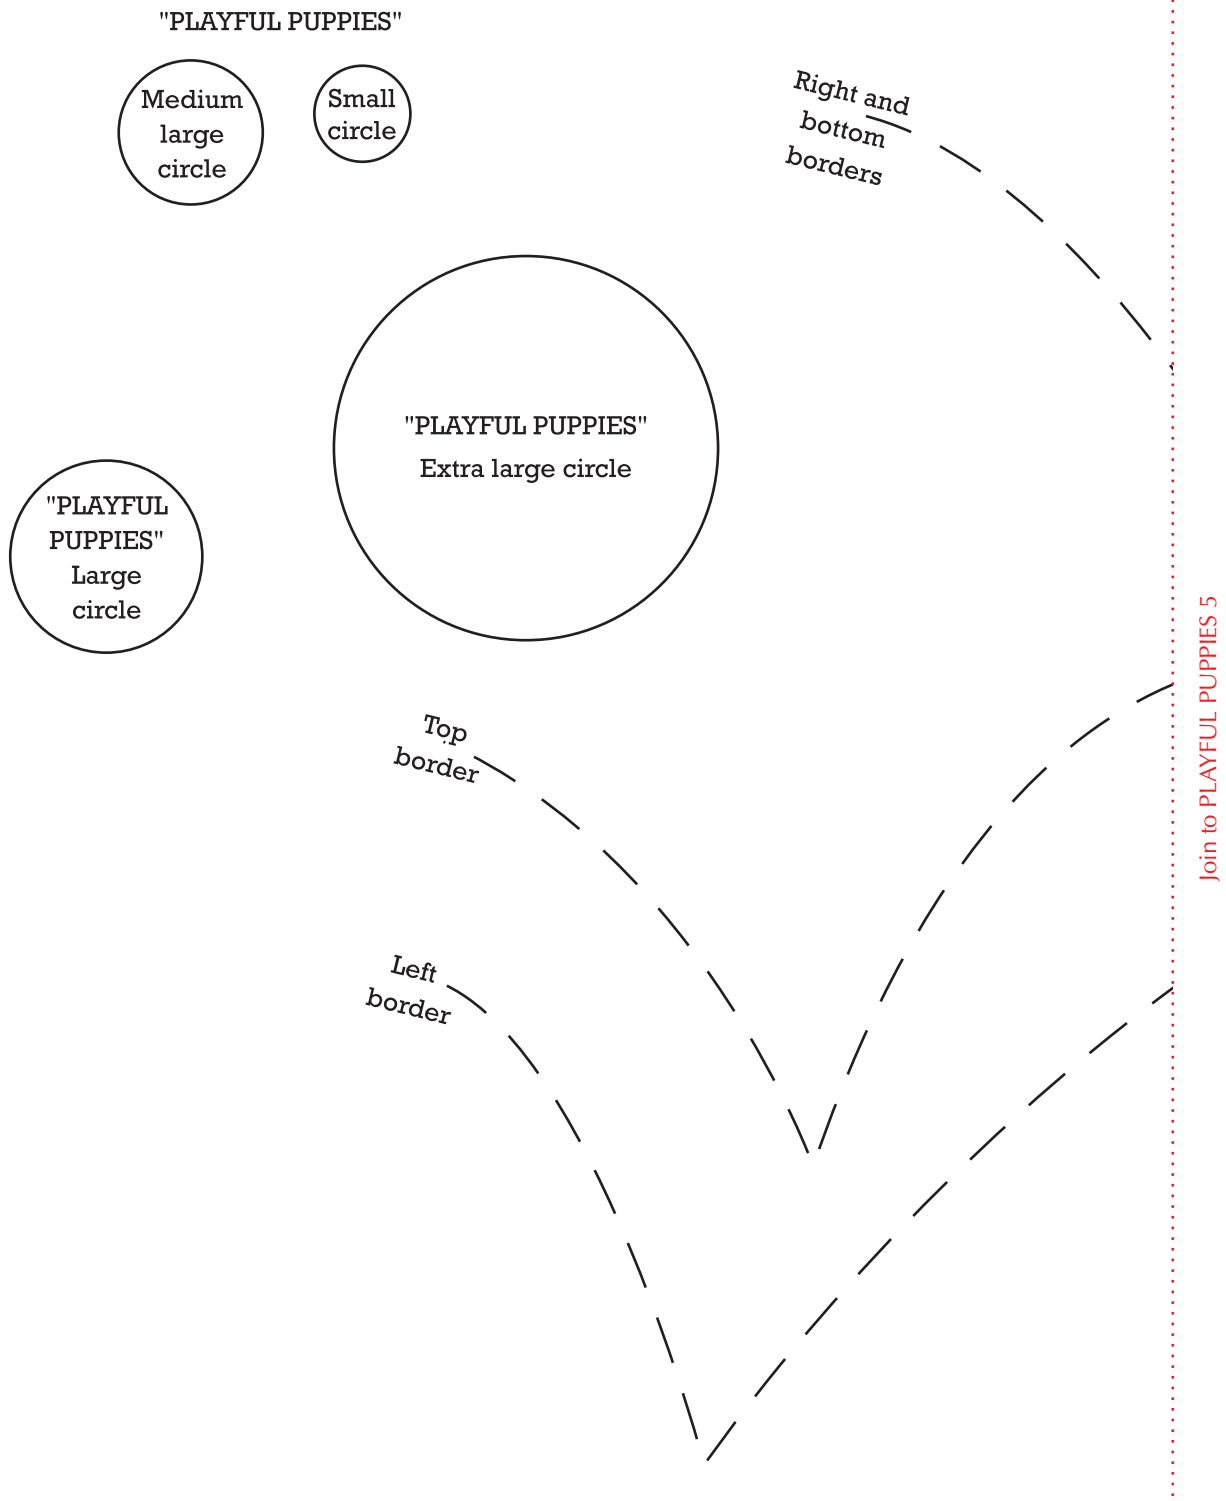 "PLAYFUL PUPPIES"
Medium
large
circle
Small
circle
Right and
bottom
borders
"PLAYFUL PUPPIES"
Extra large circle
"PLAYFUL
PUPPIES"
Large
circle
Top
border
Left
border
Join to PLAYFUL PUPPIES 5